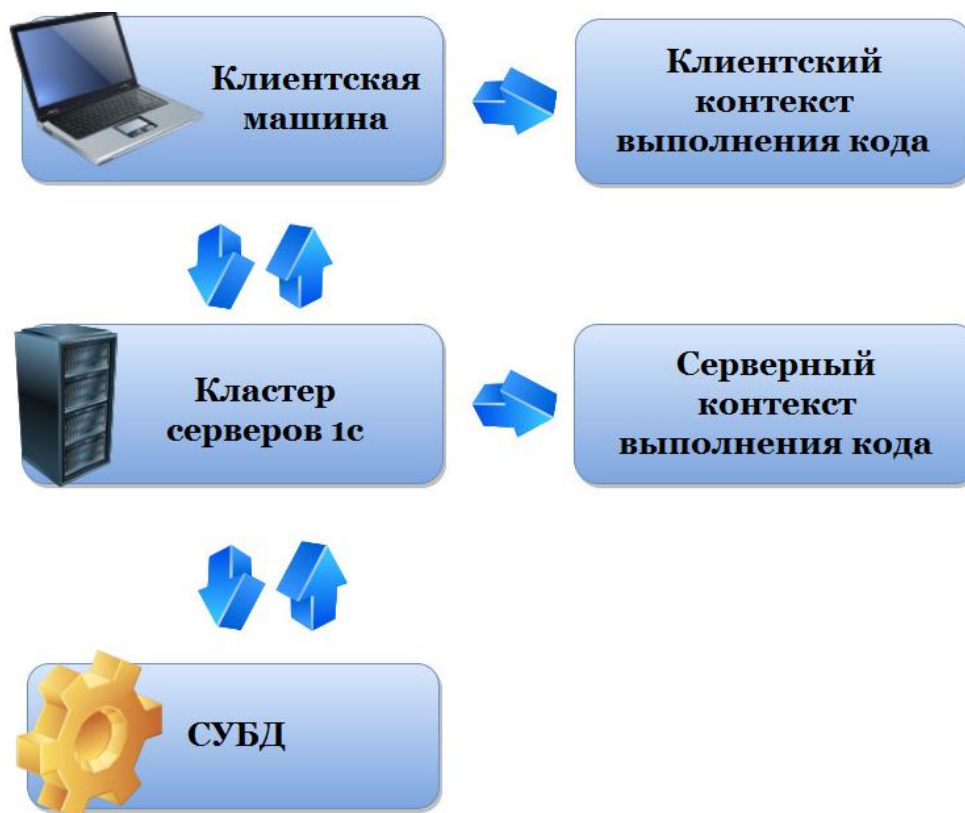 Клиентская
машина
Клиентский
контекст
выполнения кода
Кластер
серверов 1с
Серверный
контекст
выполнения кода
СУБД